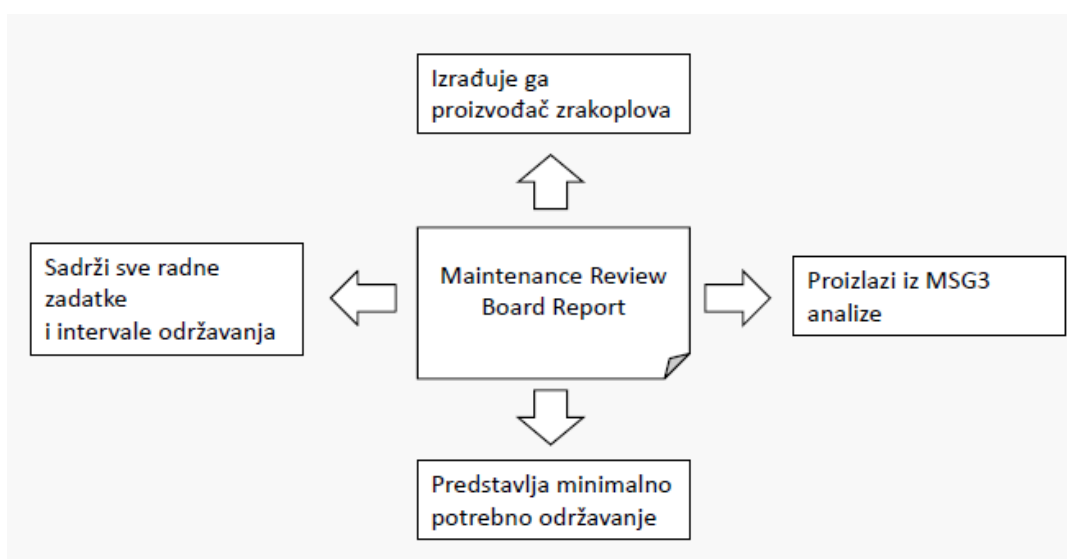 Izrađuje ga
proizvođač zrakoplova
Sadrži sve radne
zadatke
i intervale održavanja
Maintenance Review
Board Report
Proizlazi iz MSG3
analize
Predstavlja minimalno
potrebno održavanje